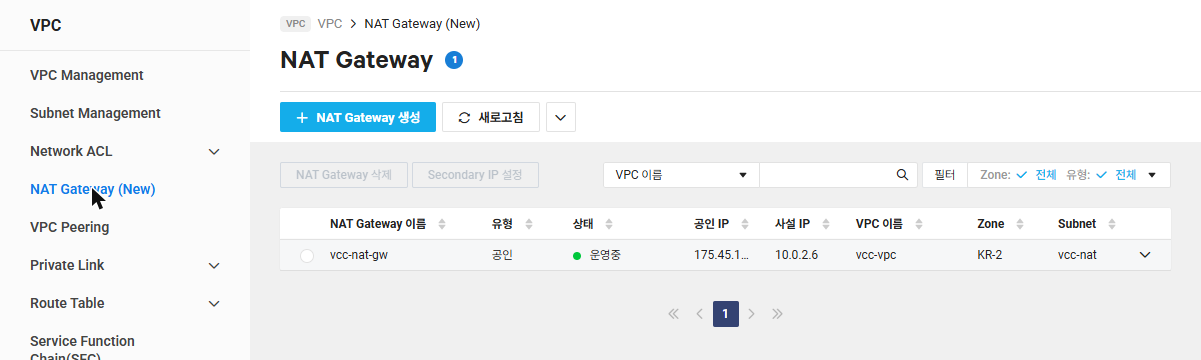 VPC
VPC Management
Subnet Management
Network ACL
NAT Gateway (New)
VPC Peering
Private Link
Route Table
Service Function
Chain(SFC)
VPC VPC > NAT Gateway (New)
NAT Gateway 1
+ NAT Gateway 생성 새로고침
NAT Gateway 삭제 Secondary IP 설정 VPC 이름 필터 Zone: 전체 유형: 전체
NAT Gateway 이름 유형 상태 공인 IP 사설 IP VPC 이름 Zone Subnet
vcc-nat-gw 공인 운영중 175.45.1... 10.0.2.6 vcc-vpc KR-2 vcc-nat
« < 1 > »